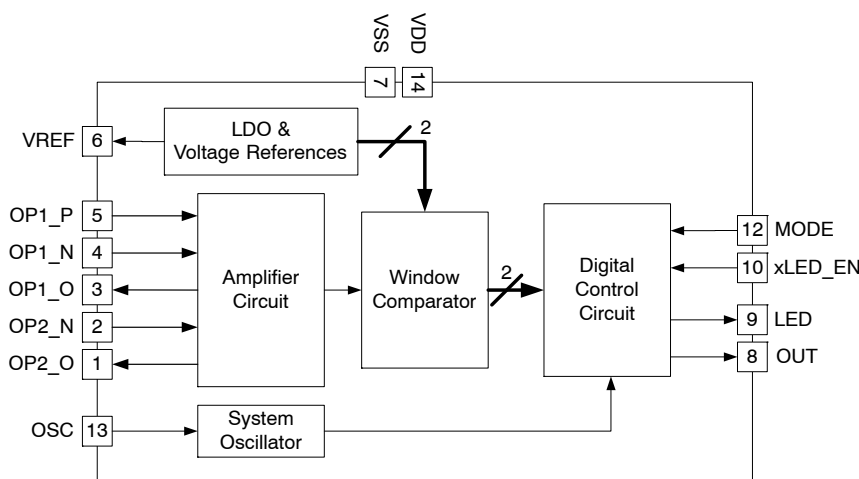 VSS
VDD
7
14
VREF
6
LDO &
Voltage References
2
OP1_P
5
OP1_N
4
OP1_O
3
OP2_N
2
OP2_O
1
Amplifier
Circuit
Window
Comparator
2
Digital
Control
Circuit
12
MODE
10
xLED_EN
9
LED
8
OUT
OSC
13
System
Oscillator